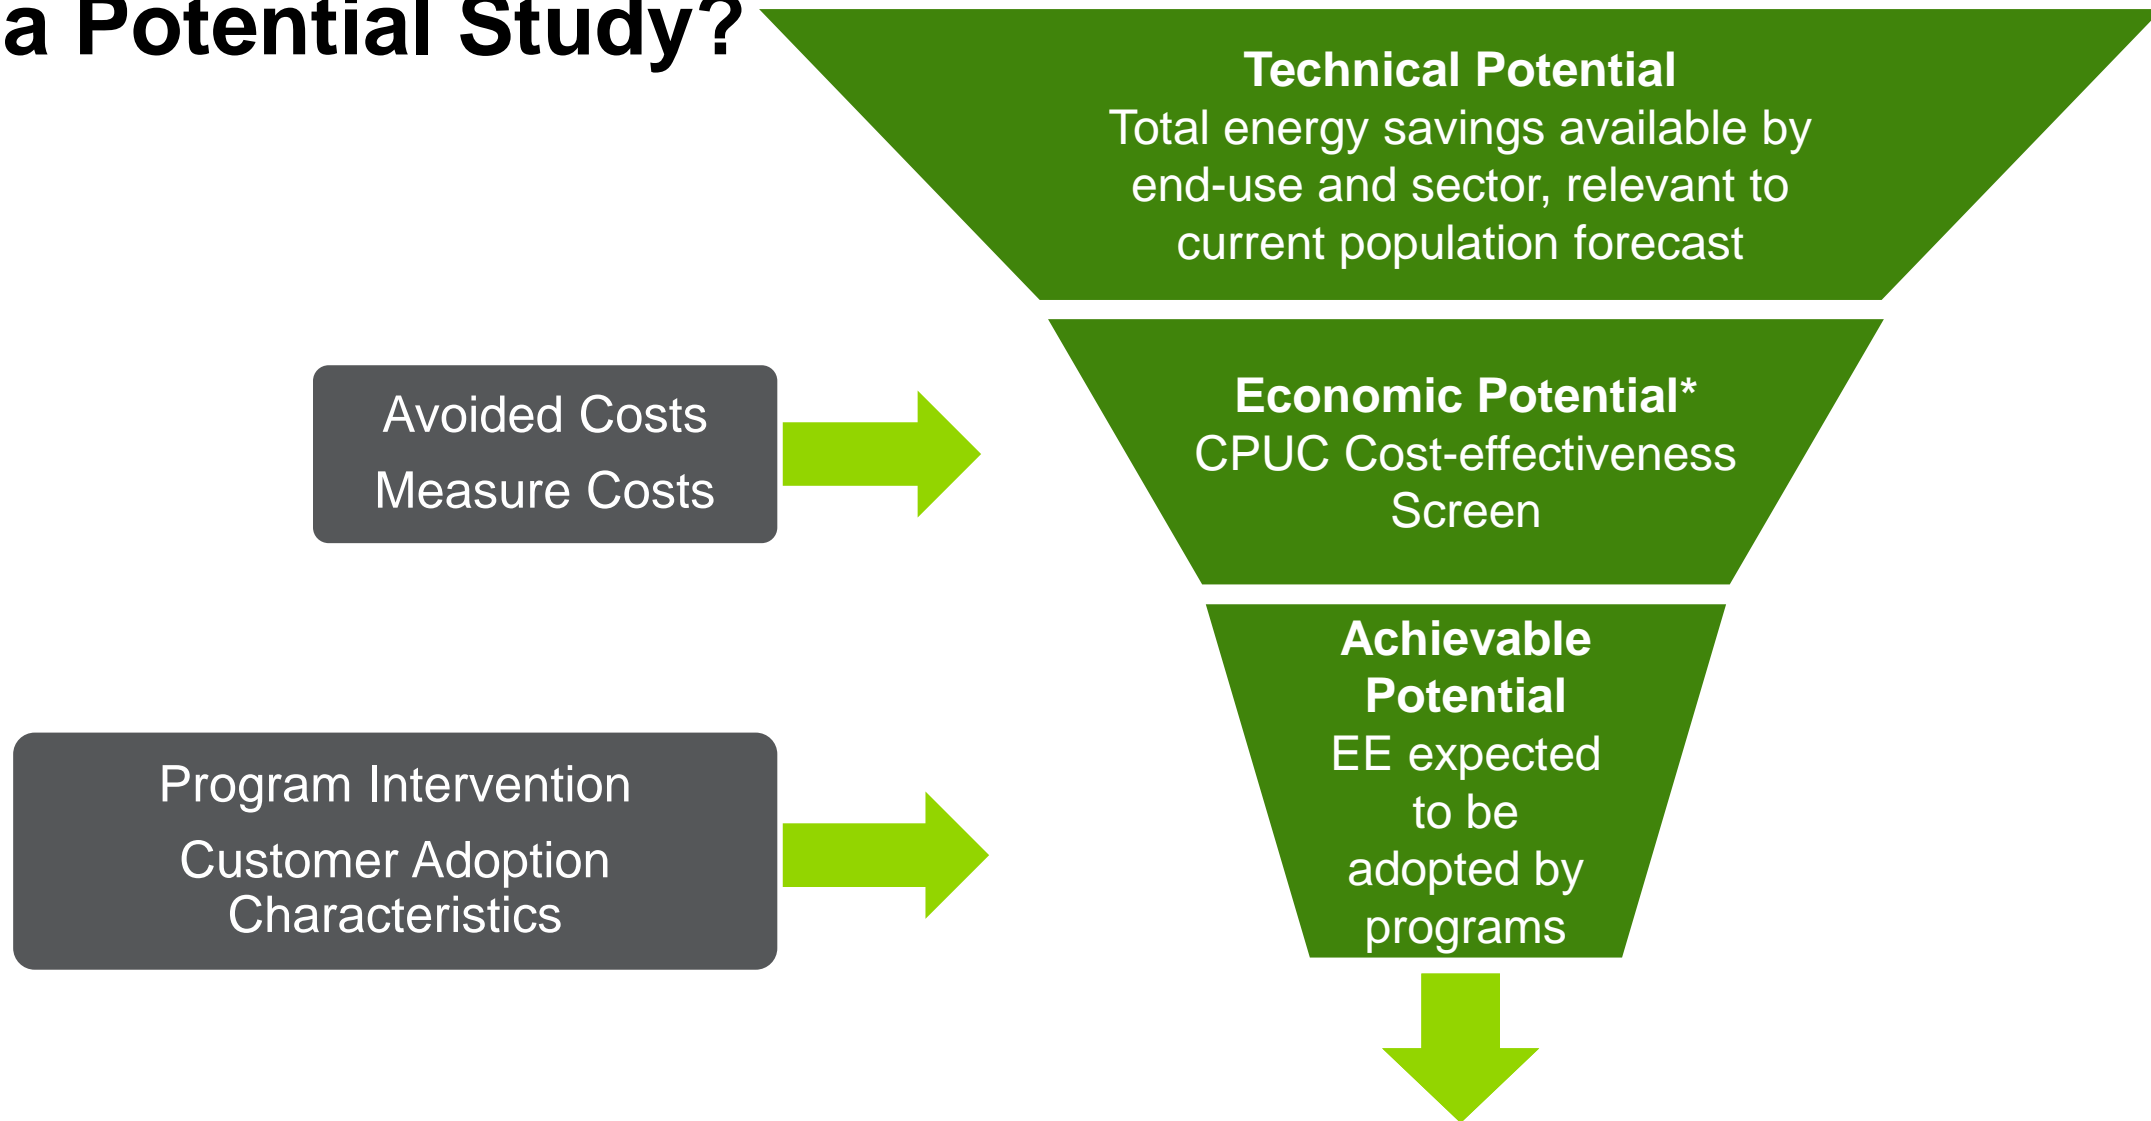 a Potential Study?
Technical Potential
Total energy savings available by
end-use and sector, relevant to
current population forecast
Avoided Costs
Measure Costs
Economic Potential*
CPUC Cost-effectiveness
Screen
Program Intervention
Customer Adoption
Characteristics
Achievable
Potential
EE expected
to be
adopted by
programs